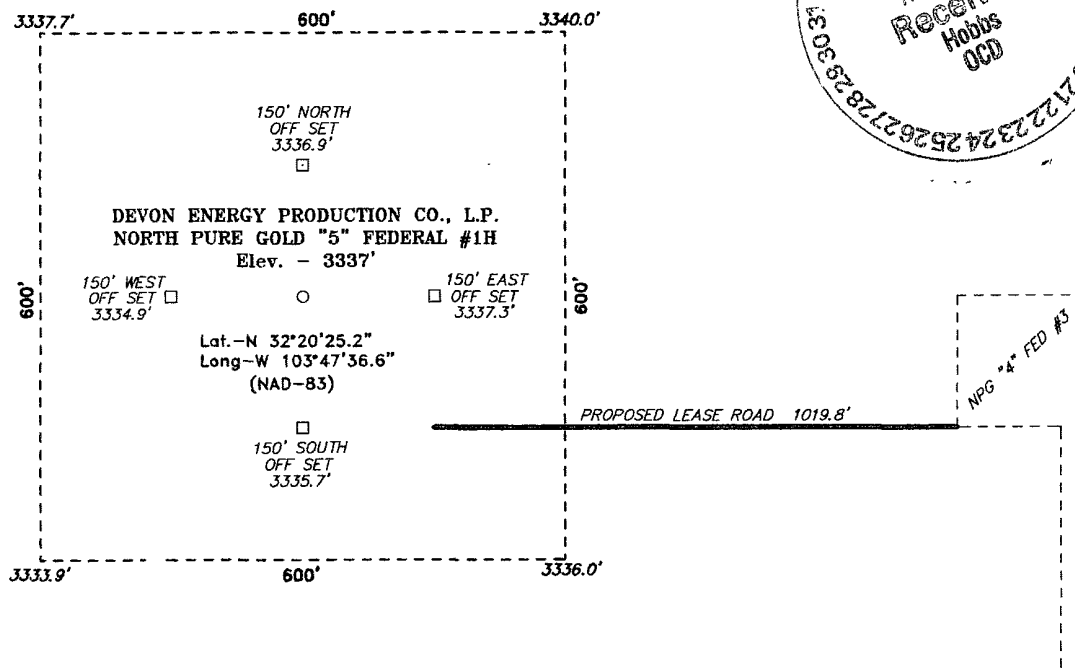 3337.7'
600'
3340.0'
Received
Hobbs
OCD
150' NORTH
OFF SET
3336.9'
DEVON ENERGY PRODUCTION CO., L.P.
NORTH PURE GOLD "5" FEDERAL #1H
Elev. - 3337'
600'
150' WEST
OFF SET
3334.9'
150' EAST
OFF SET
3337.3'
600'
Lat.-N 32°20'25.2"
Long-W 103°47'36.6"
(NAD-83)
NPG "4" FED #3
PROPOSED LEASE ROAD 1019.8'
150' SOUTH
OFF SET
3335.7'
3333.9'
600'
3336.0'